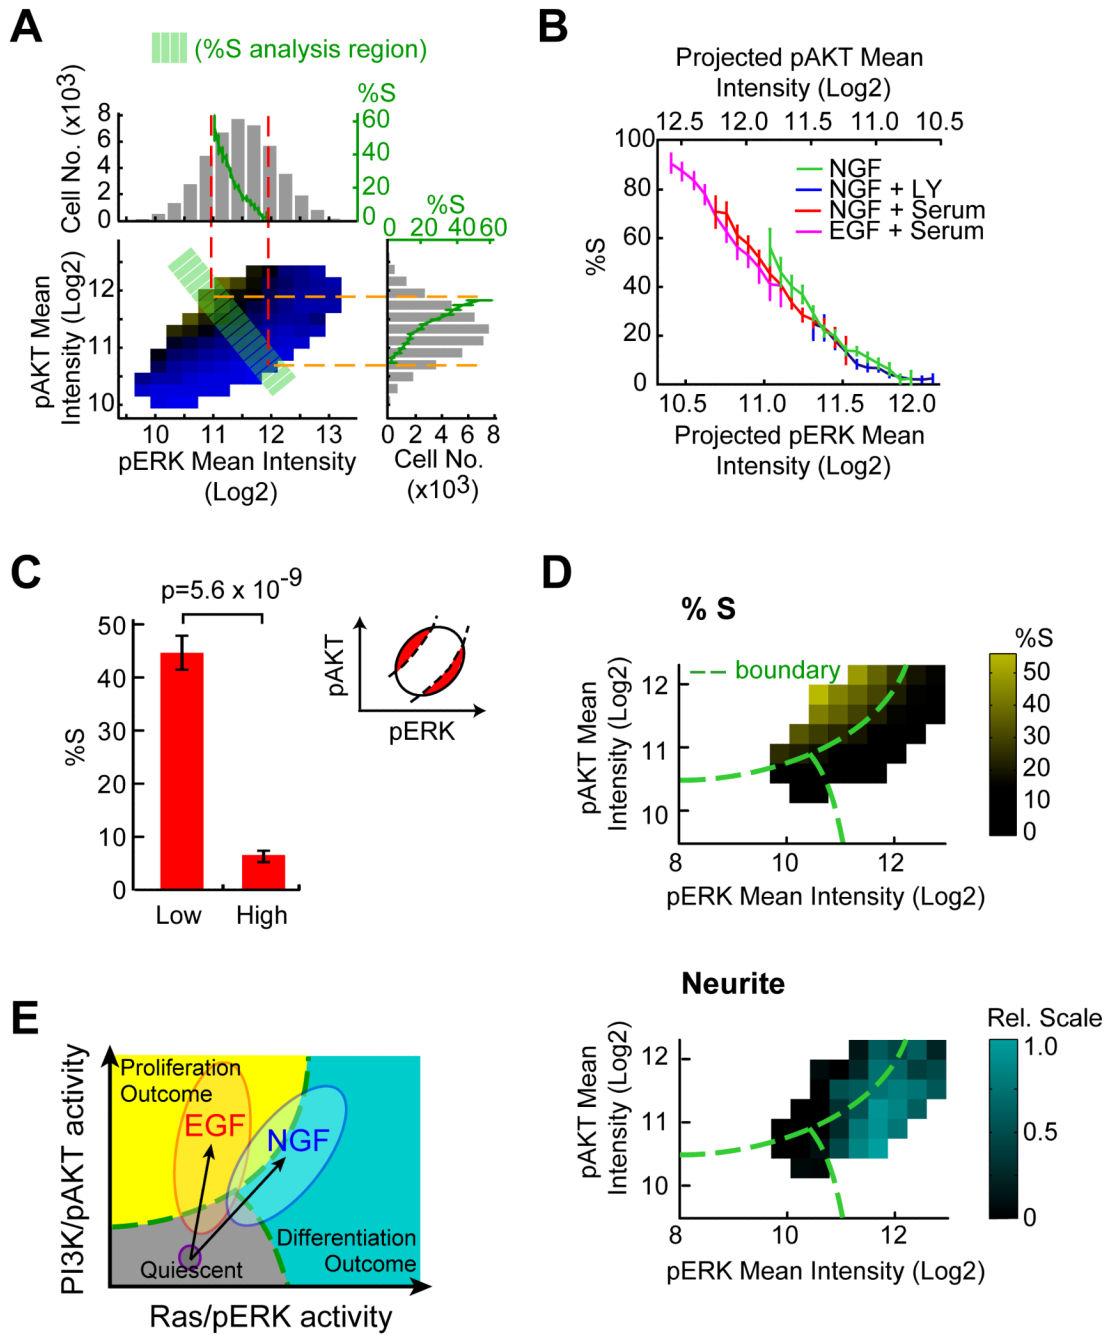 A
(%S analysis region)
Cell No. (x10³)
8
6
4
2
0
%S
60
40
20
0
%S
0 20 40 60
pAKT Mean
Intensity (Log2)
12
11
10
10 11 12 13
pERK Mean Intensity
(Log2)
0 2 4 6 8
Cell No.
(x10³)
B
Projected pAKT Mean
Intensity (Log2)
12.5 12.0 11.5 11.0 10.5
%S
100
80
60
40
20
0
NGF
NGF + LY
NGF + Serum
EGF + Serum
10.5 11.0 11.5 12.0
Projected pERK Mean
Intensity (Log2)
C
p=5.6 x 10⁻⁹
%S
50
40
30
20
10
0
Low High
pAKT
pERK
D
% S
pAKT Mean
Intensity (Log2)
12
11
10
boundary
8 10 12
pERK Mean Intensity (Log2)
%S
50
40
30
20
10
0
Neurite
pAKT Mean
Intensity (Log2)
12
11
10
8 10 12
pERK Mean Intensity (Log2)
Rel. Scale
1.0
0.5
0
E
PI3K/pAKT activity
Proliferation
Outcome
EGF
NGF
Differentiation
Outcome
Quiescent
Ras/pERK activity